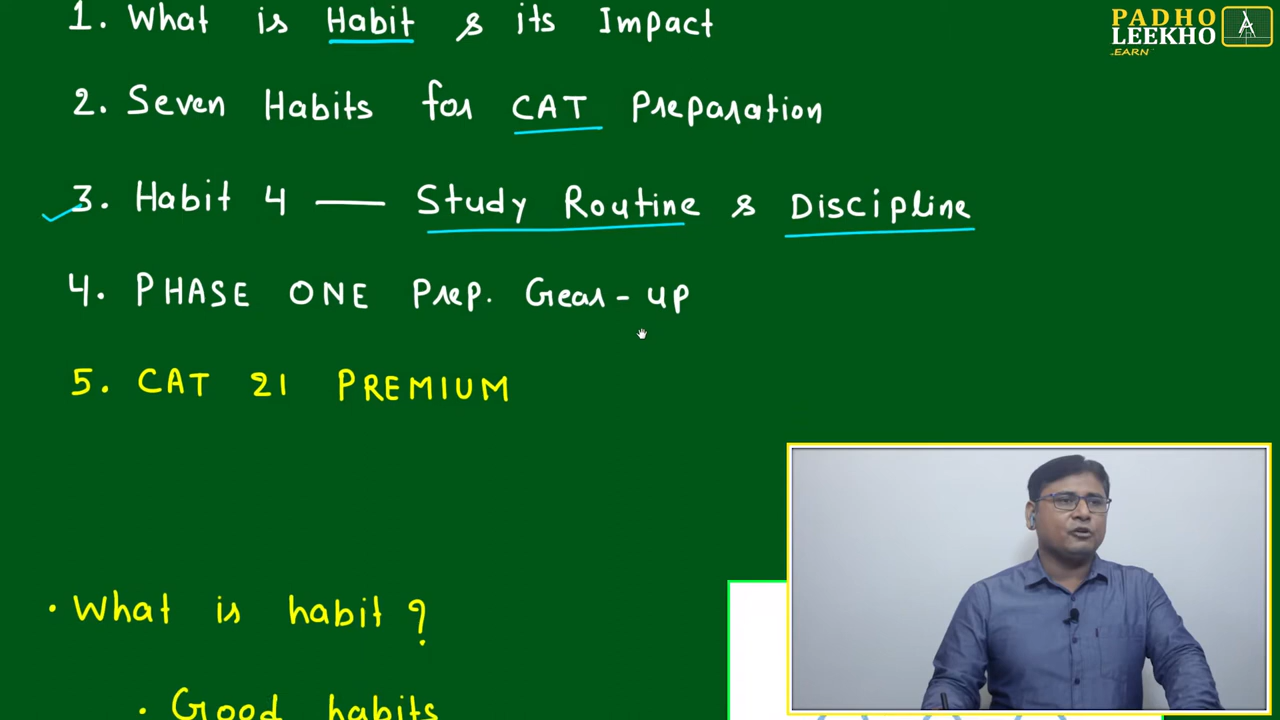 1. What is Habit & its Impact
PADHO
LEEKHO
EARN
2. Seven Habits for CAT Preparation
3. Habit 4 — Study Routine & Discipline
4. PHASE ONE Prep. Gear-up
5. CAT 21 PREMIUM
• What is habit?
• Good habits